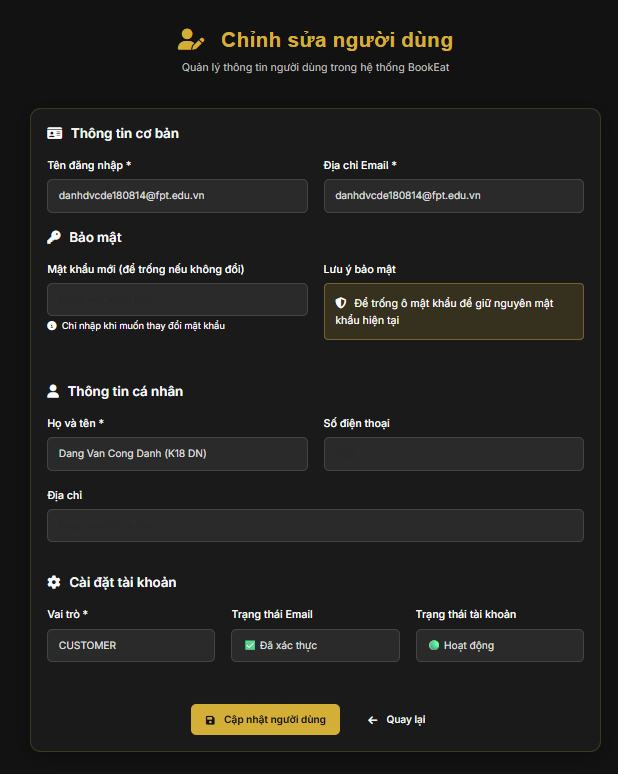 Chỉnh sửa người dùng
Quản lý thông tin người dùng trong hệ thống BookEat
Thông tin cơ bản
Tên đăng nhập *
Địa chỉ Email *
danhdvcde180814@fpt.edu.vn
danhdvcde180814@fpt.edu.vn
Bảo mật
Mật khẩu mới (để trống nếu không đổi)
Lưu ý bảo mật
Để trống ô mật khẩu để giữ nguyên mật
khẩu hiện tại
Chỉ nhập khi muốn thay đổi mật khẩu
Thông tin cá nhân
Họ và tên *
Số điện thoại
Dang Van Cong Danh (K18 DN)
Địa chỉ
Cài đặt tài khoản
Vai trò *
Trạng thái Email
Trạng thái tài khoản
CUSTOMER
Đã xác thực
Hoạt động
Cập nhật người dùng
Quay lại